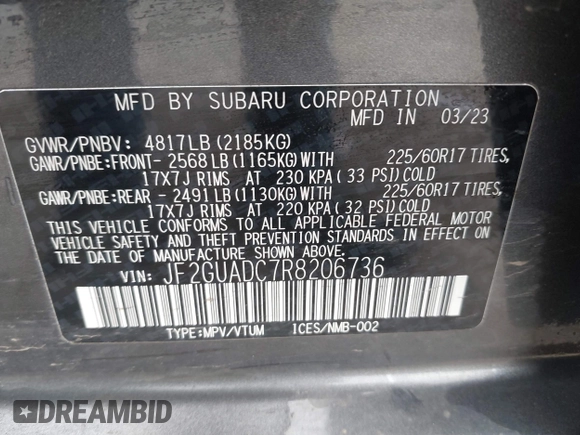 MFD BY SUBARU CORPORATION
MFD IN 03/23
GVWR/PNBV: 4817LB (2185KG)
GAWR/PNBE:FRONT- 2568LB(1165KG)WITH 225/60R17 TIRES,
17X7J RIMS AT 230 KPA ( 33 PSI)COLD
GAWR/PNBE:REAR - 2491LB(1130KG)WITH 225/60R17 TIRES,
17X7J RIMS AT 220 KPA ( 32 PSI)COLD
THIS VEHICLE CONFORMS TO ALL APPLICABLE FEDERAL MOTOR
VEHICLE SAFETY AND THEFT PREVENTION STANDARDS IN EFFECT ON
THE DATE OF MANUFACTURE SHOWN ABOVE.
VIN: JF2GUADC7R8206736
TYPE:MPV/VTUM ICES/NMB-002
DREAMBID